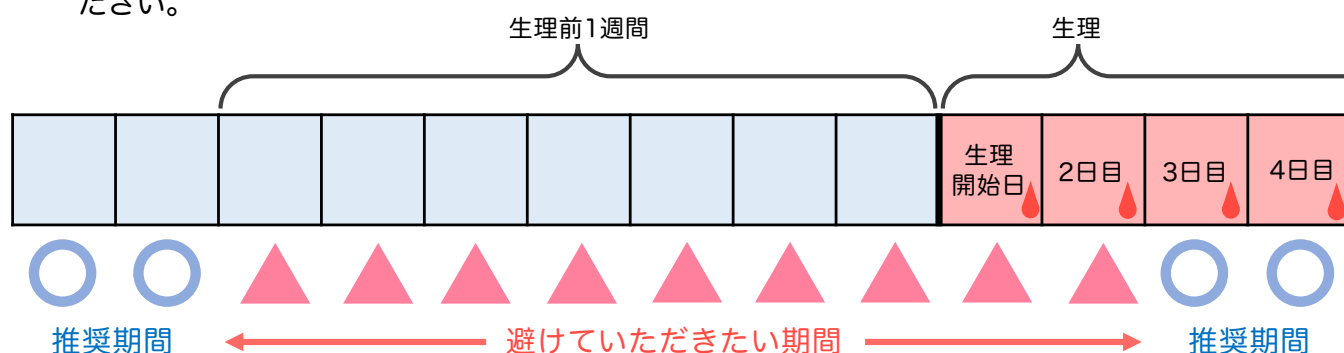 ださい。
生理前1週間
生理
生理
開始日
2日目
3日目
4日目
推奨期間
避けていただきたい期間
推奨期間